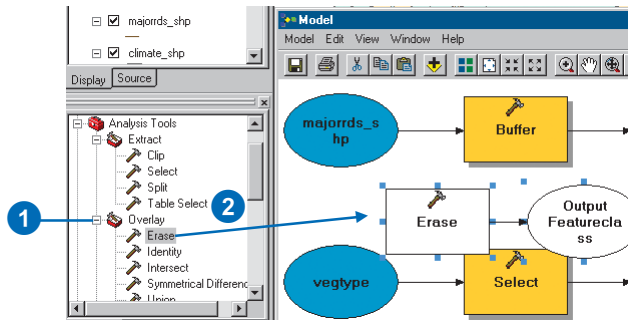 majorrds_shp
climate_shp
Display Source
Analysis Tools
Extract
Clip
Select
Split
Table Select
1
Overlay
2
Erase
Identity
Intersect
Symmetrical Differenc
Union
Model
Model Edit View Window Help
majorrds_s
hp
Buffer
Erase
Output
Featurecla
ss
vegtype
Select